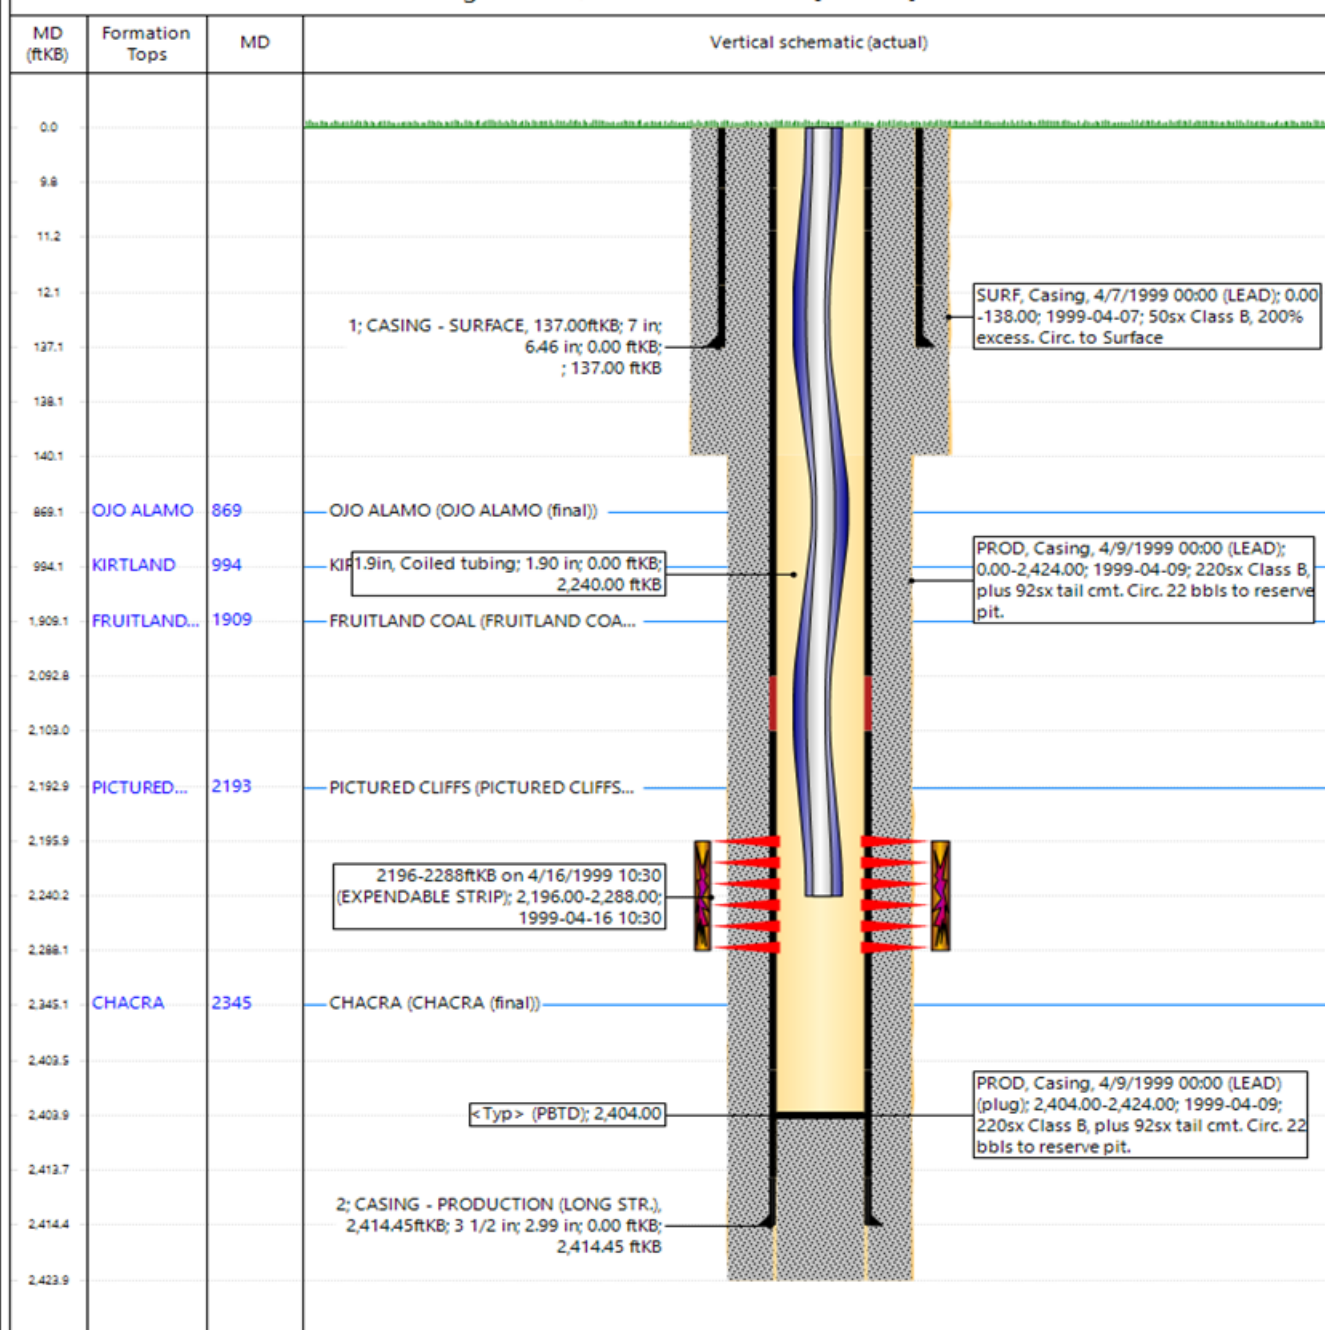 MD
(ftKB)
Formation
Tops
MD
Vertical schematic (actual)
0.0
9.8
11.2
12.1
SURF, Casing, 4/7/1999 00:00 (LEAD); 0.00
-138.00; 1999-04-07; 50sx Class B, 200%
excess. Circ. to Surface
1; CASING - SURFACE, 137.00ftKB; 7 in;
6.46 in; 0.00 ftKB;
; 137.00 ftKB
137.1
138.1
140.1
869.1 OJO ALAMO 869 OJO ALAMO (OJO ALAMO (final))
994.1 KIRTLAND 994
1.9in, Coiled tubing; 1.90 in; 0.00 ftKB;
2,240.00 ftKB
PROD, Casing, 4/9/1999 00:00 (LEAD);
0.00-2,424.00; 1999-04-09; 220sx Class B,
plus 92sx tail cmt. Circ. 22 bbls to reserve
pit.
1,909.1 FRUITLAND... 1909 FRUITLAND COAL (FRUITLAND COA...
2,092.8
2,103.0
2,192.9 PICTURED... 2193 PICTURED CLIFFS (PICTURED CLIFFS...
2,195.9
2196-2288ftKB on 4/16/1999 10:30
(EXPENDABLE STRIP); 2,196.00-2,288.00;
1999-04-16 10:30
2,240.2
2,288.1
2,345.1 CHACRA 2345 CHACRA (CHACRA (final))
2,403.5
2,403.9
<Typ> (PBTD); 2,404.00
PROD, Casing, 4/9/1999 00:00 (LEAD)
(plug); 2,404.00-2,424.00; 1999-04-09;
220sx Class B, plus 92sx tail cmt. Circ. 22
bbls to reserve pit.
2,413.7
2; CASING - PRODUCTION (LONG STR.),
2,414.45ftKB; 3 1/2 in; 2.99 in; 0.00 ftKB;
2,414.45 ftKB
2,414.4
2,423.9